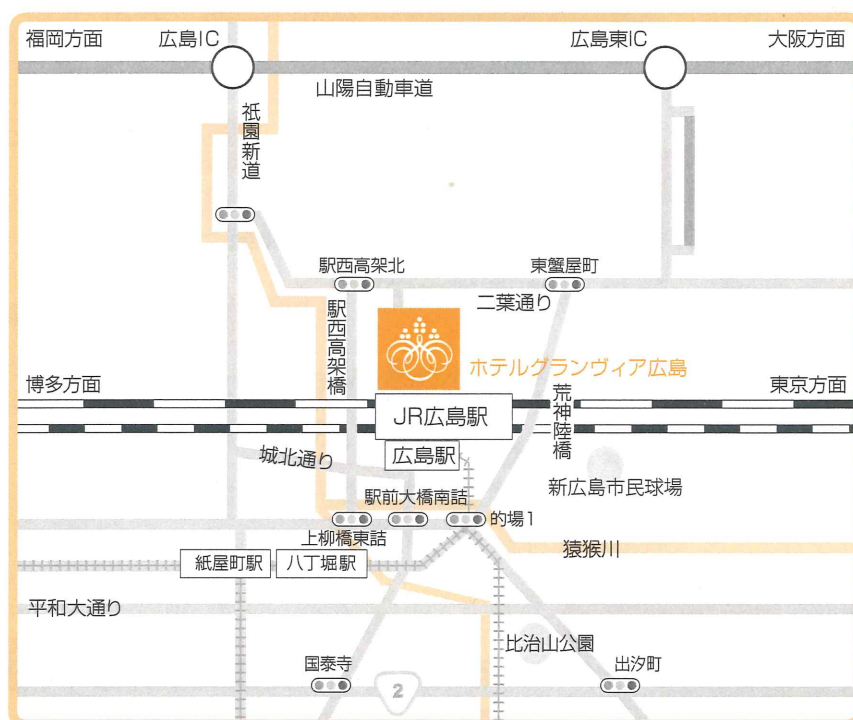 福岡方面
広島IC
広島東IC
大阪方面
山陽自動車道
祇園新道
駅西高架北
東蟹屋町
二葉通り
駅西高架橋
ホテルグランヴィア広島
博多方面
東京方面
JR広島駅
荒神陸橋
広島駅
城北通り
新広島市民球場
駅前大橋南詰
的場1
上柳橋東詰
猿猴川
紙屋町駅
八丁堀駅
平和大通り
比治山公園
国泰寺
出汐町
2